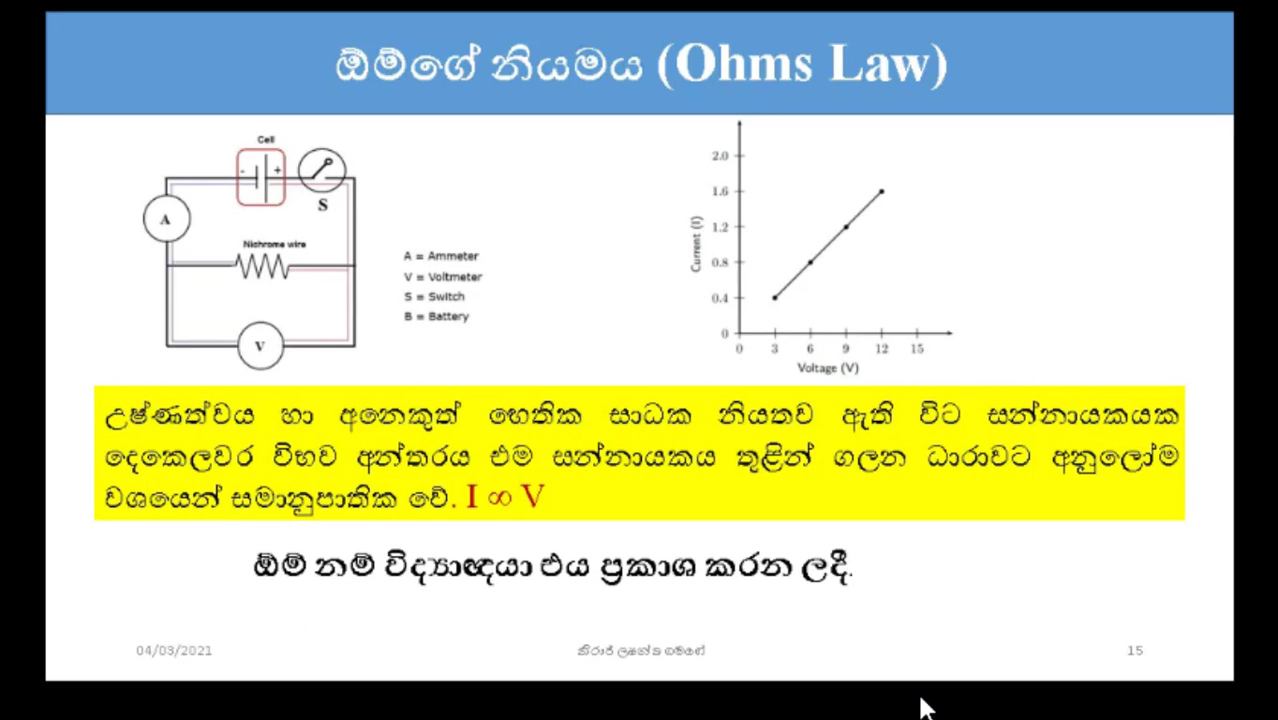 ඕම්ගේ නියමය (Ohms Law)
Cell
- +
S
A
Nichrome wire
V
A = Ammeter
V = Voltmeter
S = Switch
B = Battery
2.0
1.6
1.2
0.8
0.4
0
Current (I)
0 3 6 9 12 15
Voltage (V)
උෂ්ණත්වය හා අනෙකුත් භෞතික සාධක නියතව ඇති විට සන්නායකයක
දෙකෙලවර විභව අන්තරය එම සන්නායකය තුළින් ගලන ධාරාවට අනුලෝම
වශයෙන් සමානුපාතික වේ. I ∞ V
ඕම් නම් විද්‍යාඥයා එය ප්‍රකාශ කරන ලදී.
04/03/2021
15